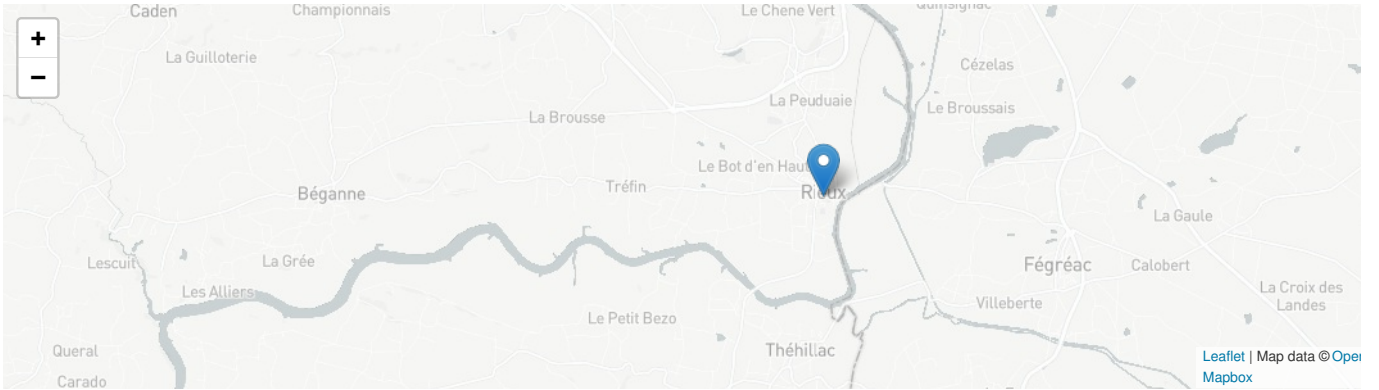 +
−
Caden
Championnais
Le Chene Vert
La Guilloterie
Cézelas
La Peuduaie
Le Broussais
La Brousse
Le Bot d'en Haut
Béganne
Tréfin
Rieux
La Gaule
Lescuit
La Grée
Fégréac
Calobert
Les Alliers
Villeberte
La Croix des
Landes
Le Petit Bezo
Queral
Théhillac
Carado
Leaflet | Map data © Oper
Mapbox